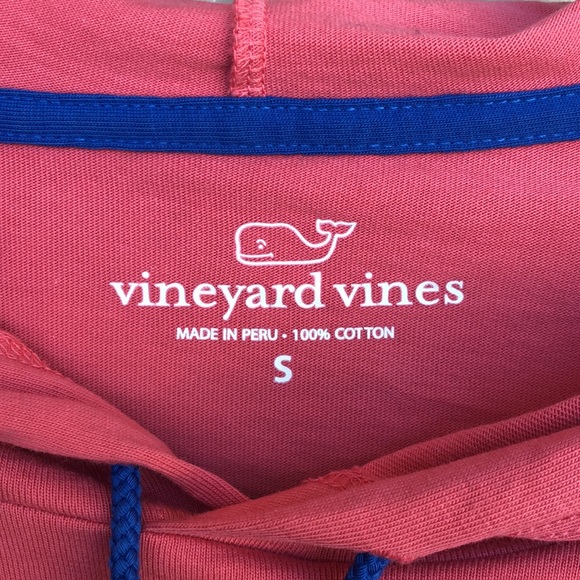 vineyard vines
MADE IN PERU • 100% COTTON
S